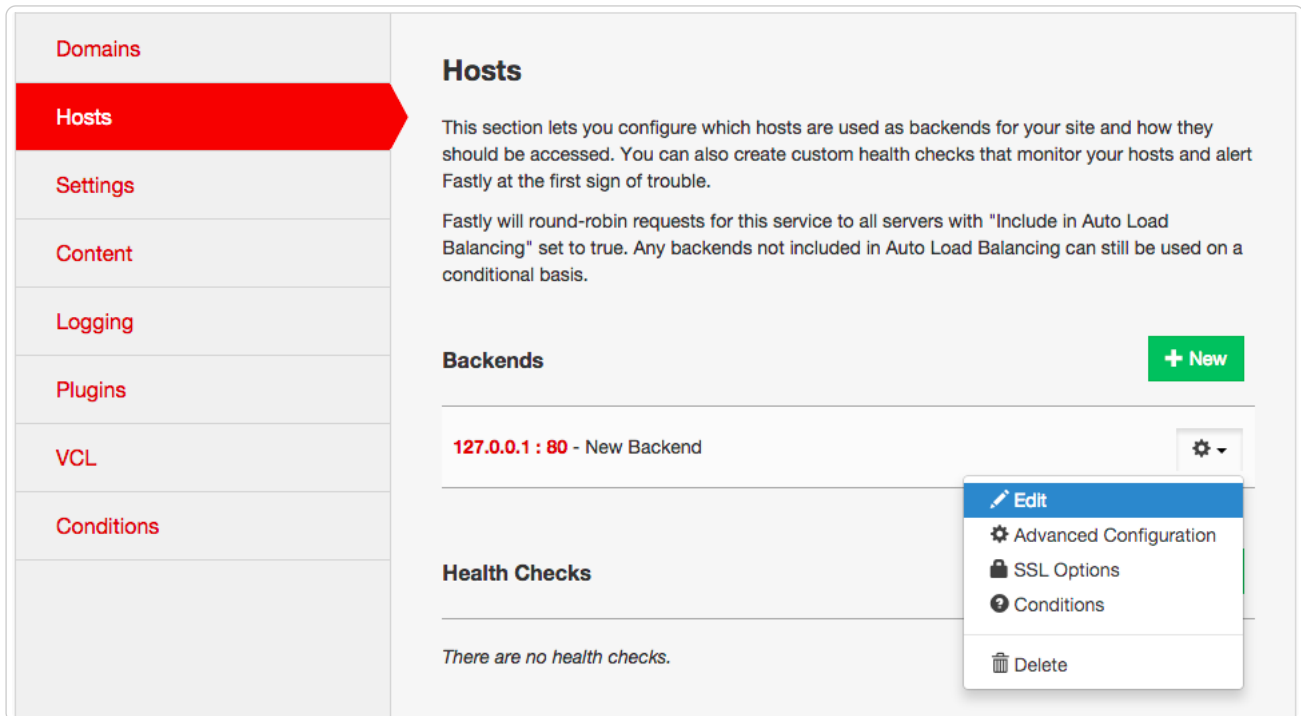 Domains
Hosts
Settings
Content
Logging
Plugins
VCL
Conditions
Hosts
This section lets you configure which hosts are used as backends for your site and how they
should be accessed. You can also create custom health checks that monitor your hosts and alert
Fastly at the first sign of trouble.
Fastly will round-robin requests for this service to all servers with "Include in Auto Load
Balancing" set to true. Any backends not included in Auto Load Balancing can still be used on a
conditional basis.
Backends
+ New
127.0.0.1 : 80 - New Backend
Edit
Advanced Configuration
SSL Options
Conditions
Delete
Health Checks
There are no health checks.